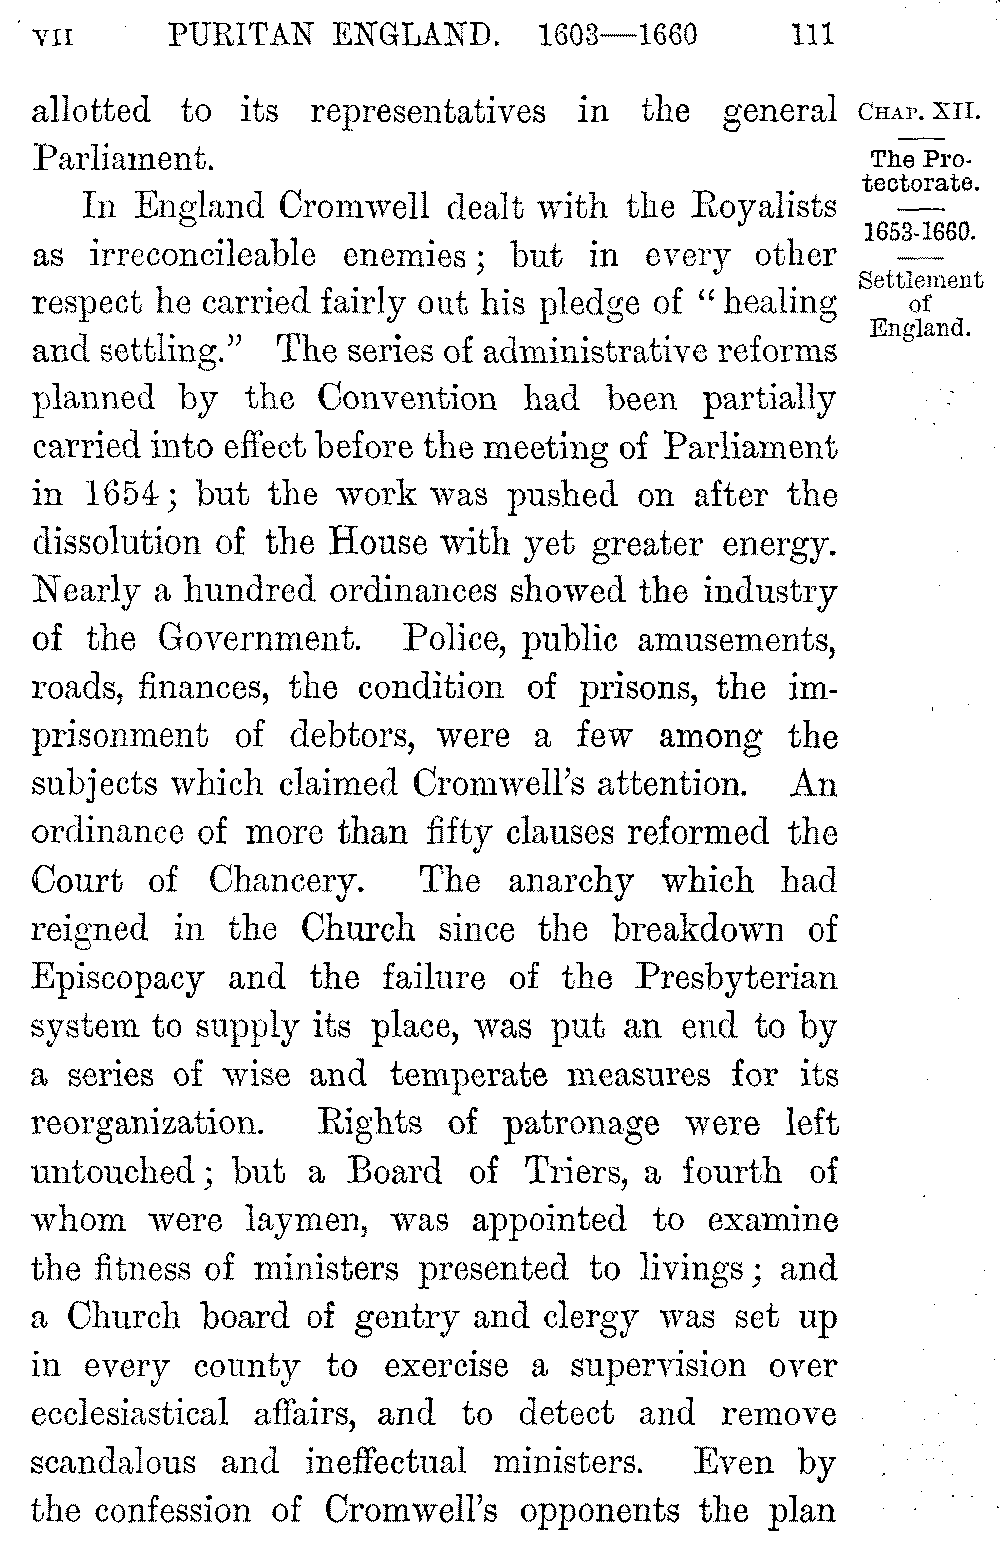 VII PURITAN ENGLAND. 1603—1660 111
allotted to its representatives in the general
Parliament.
In England Cromwell dealt with the Royalists
as irreconcileable enemies; but in every other
respect he carried fairly out his pledge of "healing
and settling." The series of administrative reforms
planned by the Convention had been partially
carried into effect before the meeting of Parliament
in 1654; but the work was pushed on after the
dissolution of the House with yet greater energy.
Nearly a hundred ordinances showed the industry
of the Government. Police, public amusements,
roads, finances, the condition of prisons, the im-
prisonment of debtors, were a few among the
subjects which claimed Cromwell's attention. An
ordinance of more than fifty clauses reformed the
Court of Chancery. The anarchy which had
reigned in the Church since the breakdown of
Episcopacy and the failure of the Presbyterian
system to supply its place, was put an end to by
a series of wise and temperate measures for its
reorganization. Rights of patronage were left
untouched; but a Board of Triers, a fourth of
whom were laymen, was appointed to examine
the fitness of ministers presented to livings; and
a Church board of gentry and clergy was set up
in every county to exercise a supervision over
ecclesiastical affairs, and to detect and remove
scandalous and ineffectual ministers. Even by
the confession of Cromwell's opponents the plan
CHAP. XII.
The Pro-
tectorate.
1653-1660.
Settlement
of
England.